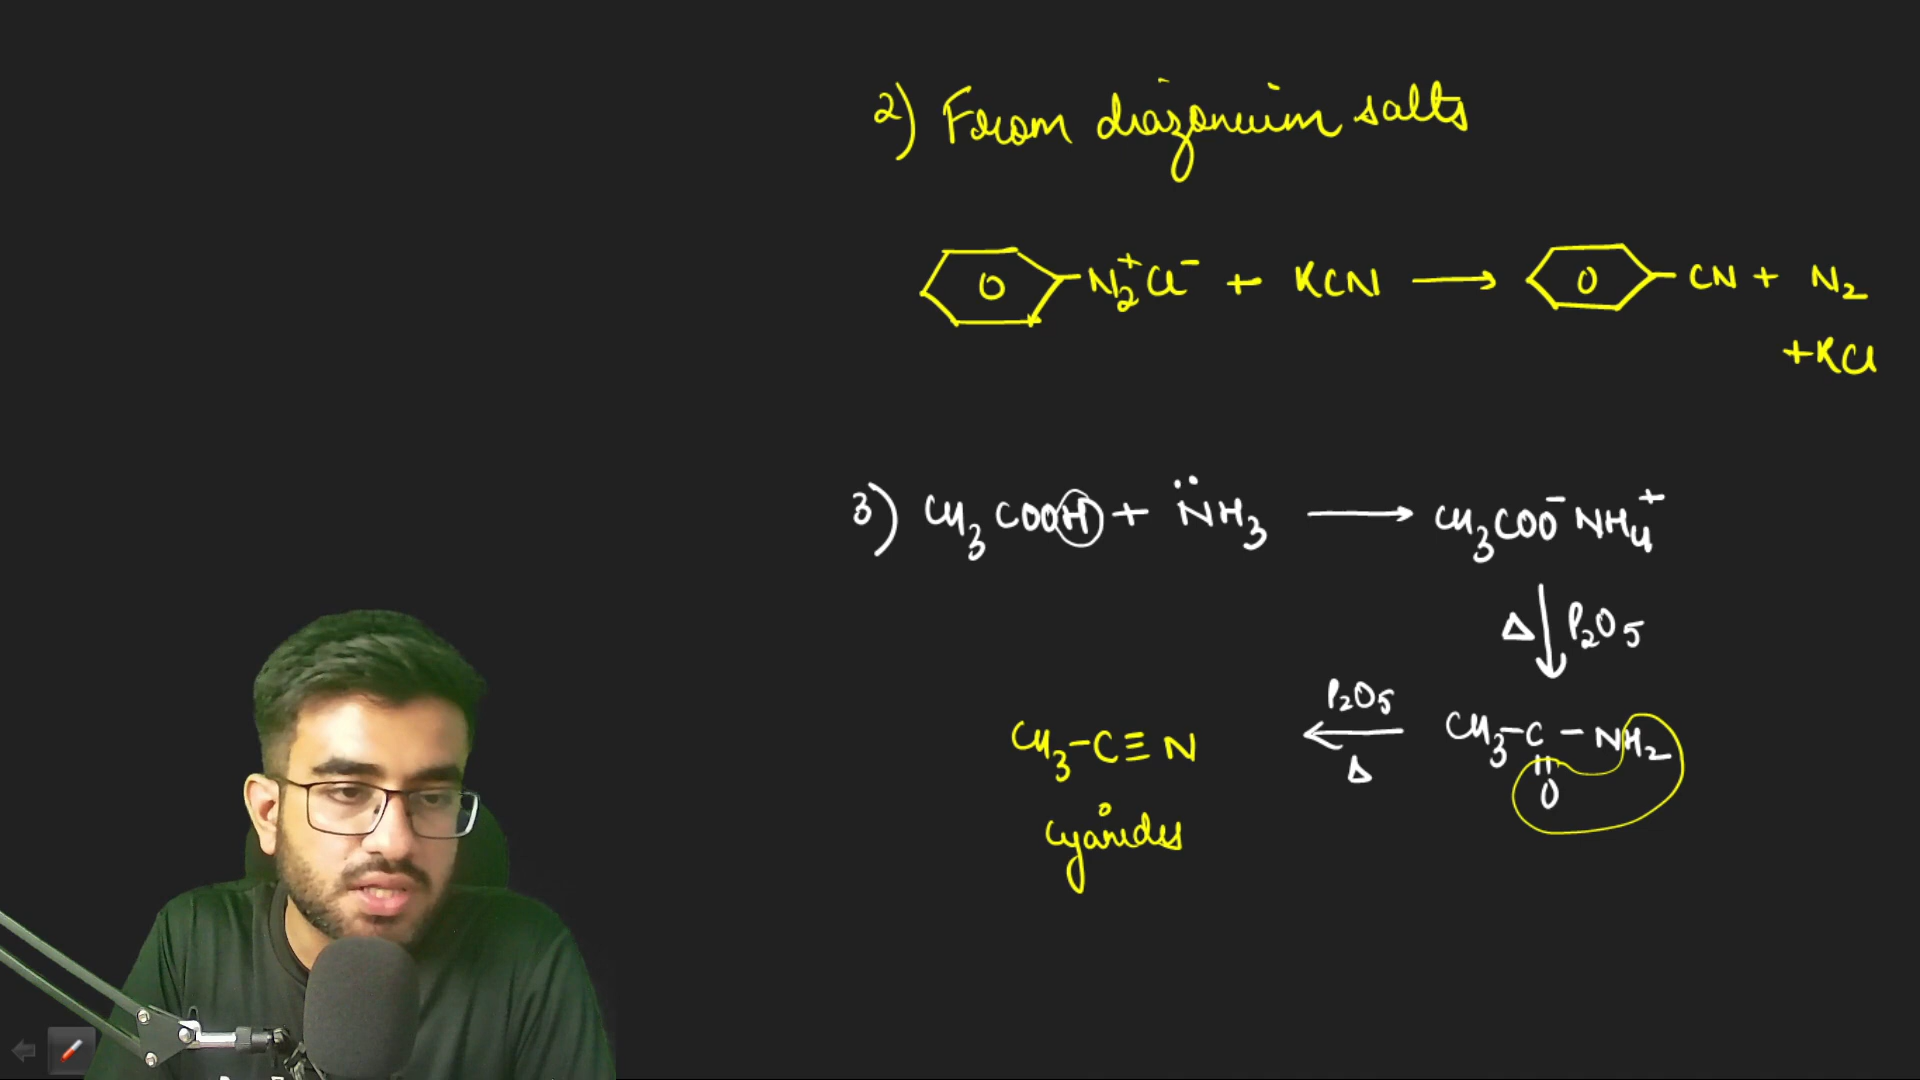 2) From diazonium salts
N₂⁺Cl⁻ + KCN ⟶ CN + N₂
+KCl
3) CH₃COOH + N̈H₃ ⟶ CH₃COO⁻NH₄⁺
Δ ↓ P₂O₅
CH₃-C≡N ⟵ P₂O₅ Δ CH₃-C-NH₂
O
Cyanides